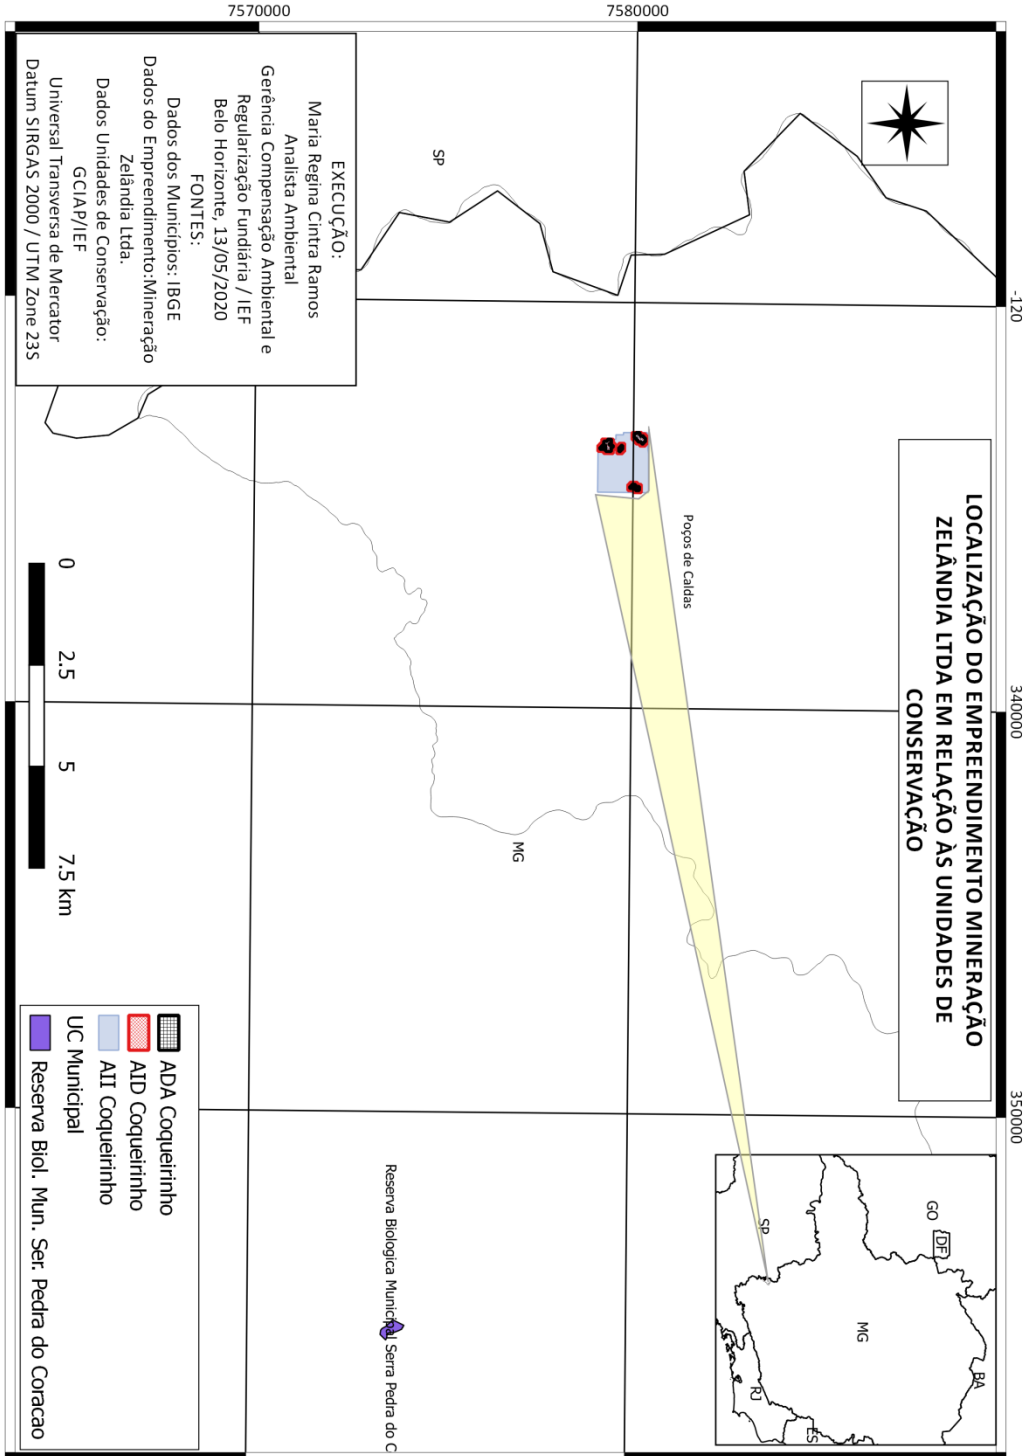 LOCALIZAÇÃO DO EMPREENDIMENTO MINERAÇÃO
ZELÂNDIA LTDA EM RELAÇÃO ÀS UNIDADES DE
CONSERVAÇÃO
-120
340000
350000
7580000
7570000
GO
DF
BA
MG
SP
RJ
ES
Poços de Caldas
MG
SP
Reserva Biologica Municipal Serra Pedra do C
EXECUÇÃO:
Maria Regina Cintra Ramos
Analista Ambiental
Gerência Compensação Ambiental e
Regularização Fundiária / IEF
Belo Horizonte, 13/05/2020
FONTES:
Dados dos Municípios: IBGE
Dados do Empreendimento:Mineração
Zelândia Ltda.
Dados Unidades de Conservação:
GCIAP/IEF
Universal Transversa de Mercator
Datum SIRGAS 2000 / UTM Zone 23S
0 2.5 5 7.5 km
ADA Coqueirinho
AID Coqueirinho
AII Coqueirinho
UC Municipal
Reserva Biol. Mun. Ser. Pedra do Coracao